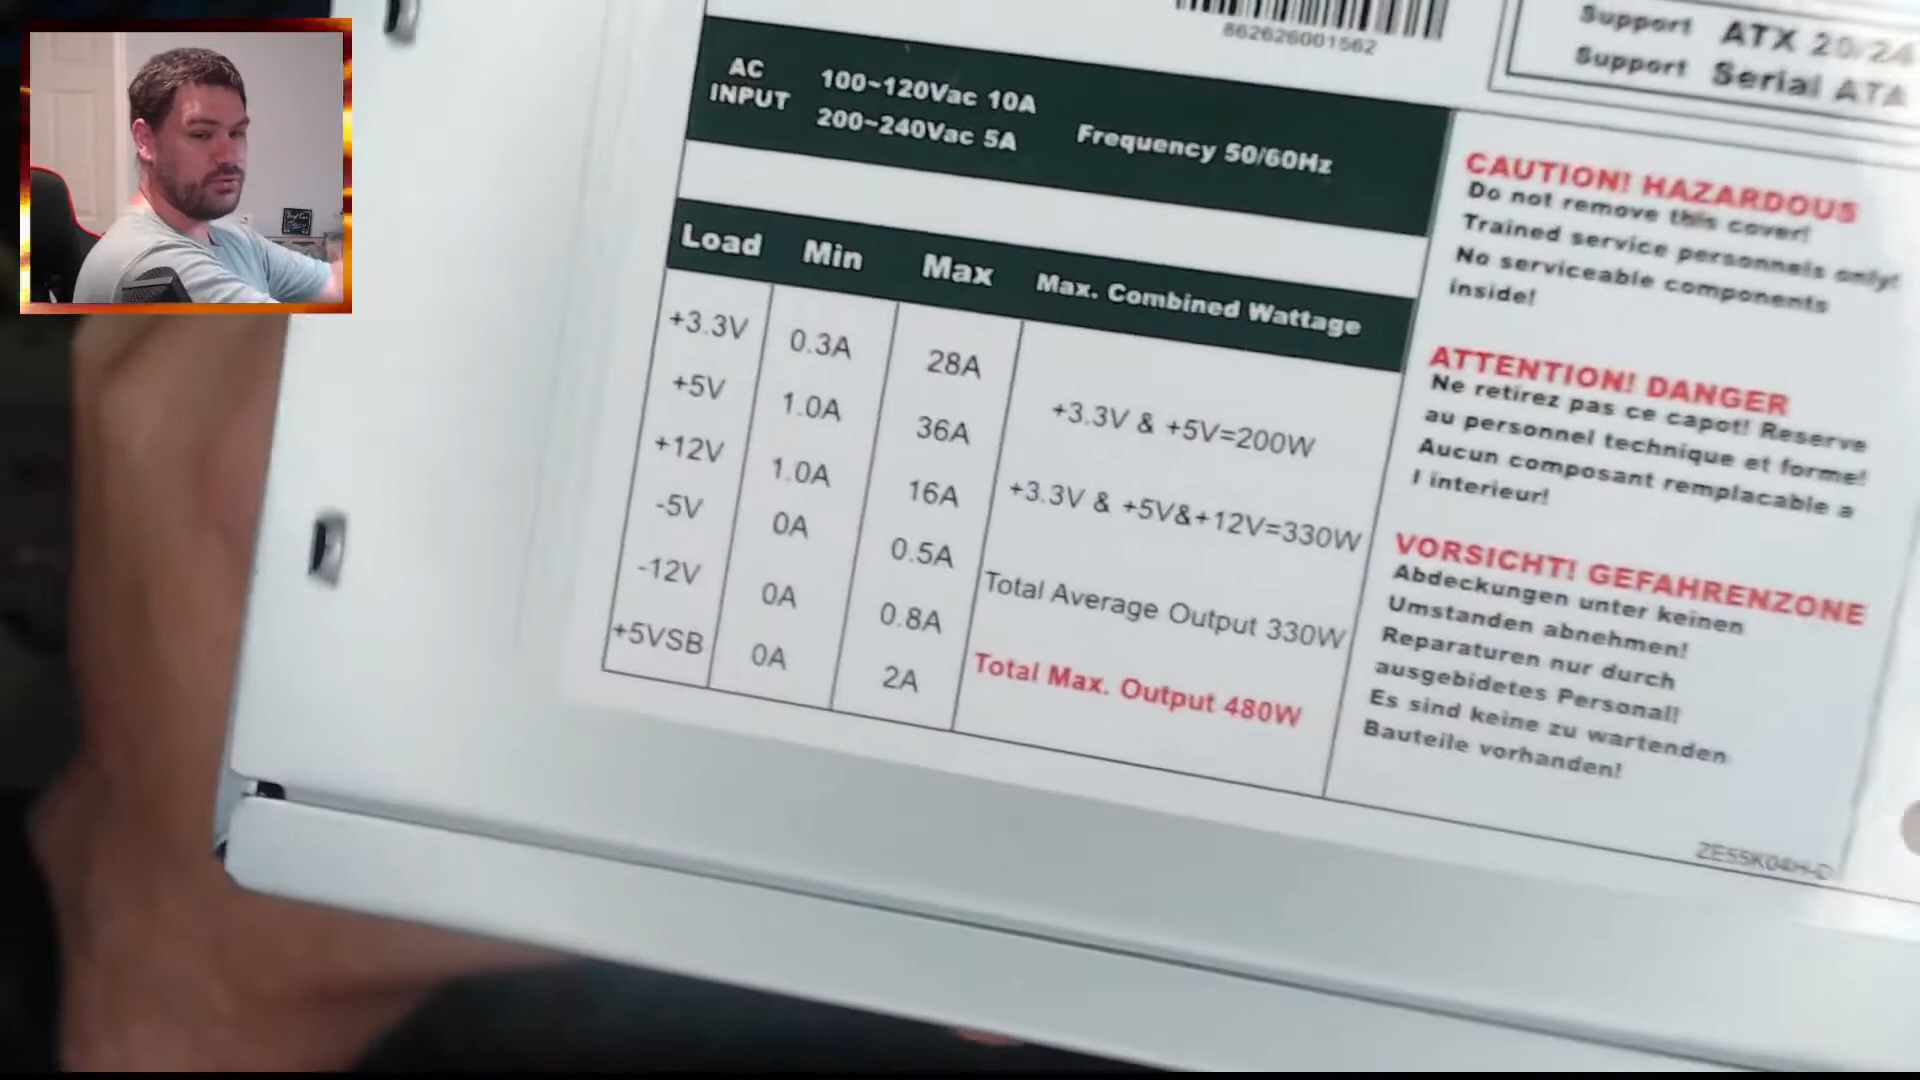 862626001562
Support ATX 20/24
Support Serial ATA
AC INPUT
100~120Vac 10A
200~240Vac 5A
Frequency 50/60Hz
Load Min Max Max. Combined Wattage
+3.3V 0.3A 28A
+5V 1.0A 36A
+12V 1.0A 16A
-5V 0A 0.5A
-12V 0A 0.8A
+5VSB 0A 2A
+3.3V & +5V=200W
+3.3V & +5V&+12V=330W
Total Average Output 330W
Total Max. Output 480W
CAUTION! HAZARDOUS
Do not remove this cover!
Trained service personnels only!
No serviceable components
inside!
ATTENTION! DANGER
Ne retirez pas ce capot! Reserve
au personnel technique et forme!
Aucun composant remplacable a
l interieur!
VORSICHT! GEFAHRENZONE
Abdeckungen unter keinen
Umstanden abnehmen!
Reparaturen nur durch
ausgebidetes Personal!
Es sind keine zu wartenden
Bauteile vorhanden!
ZE55K04H-D